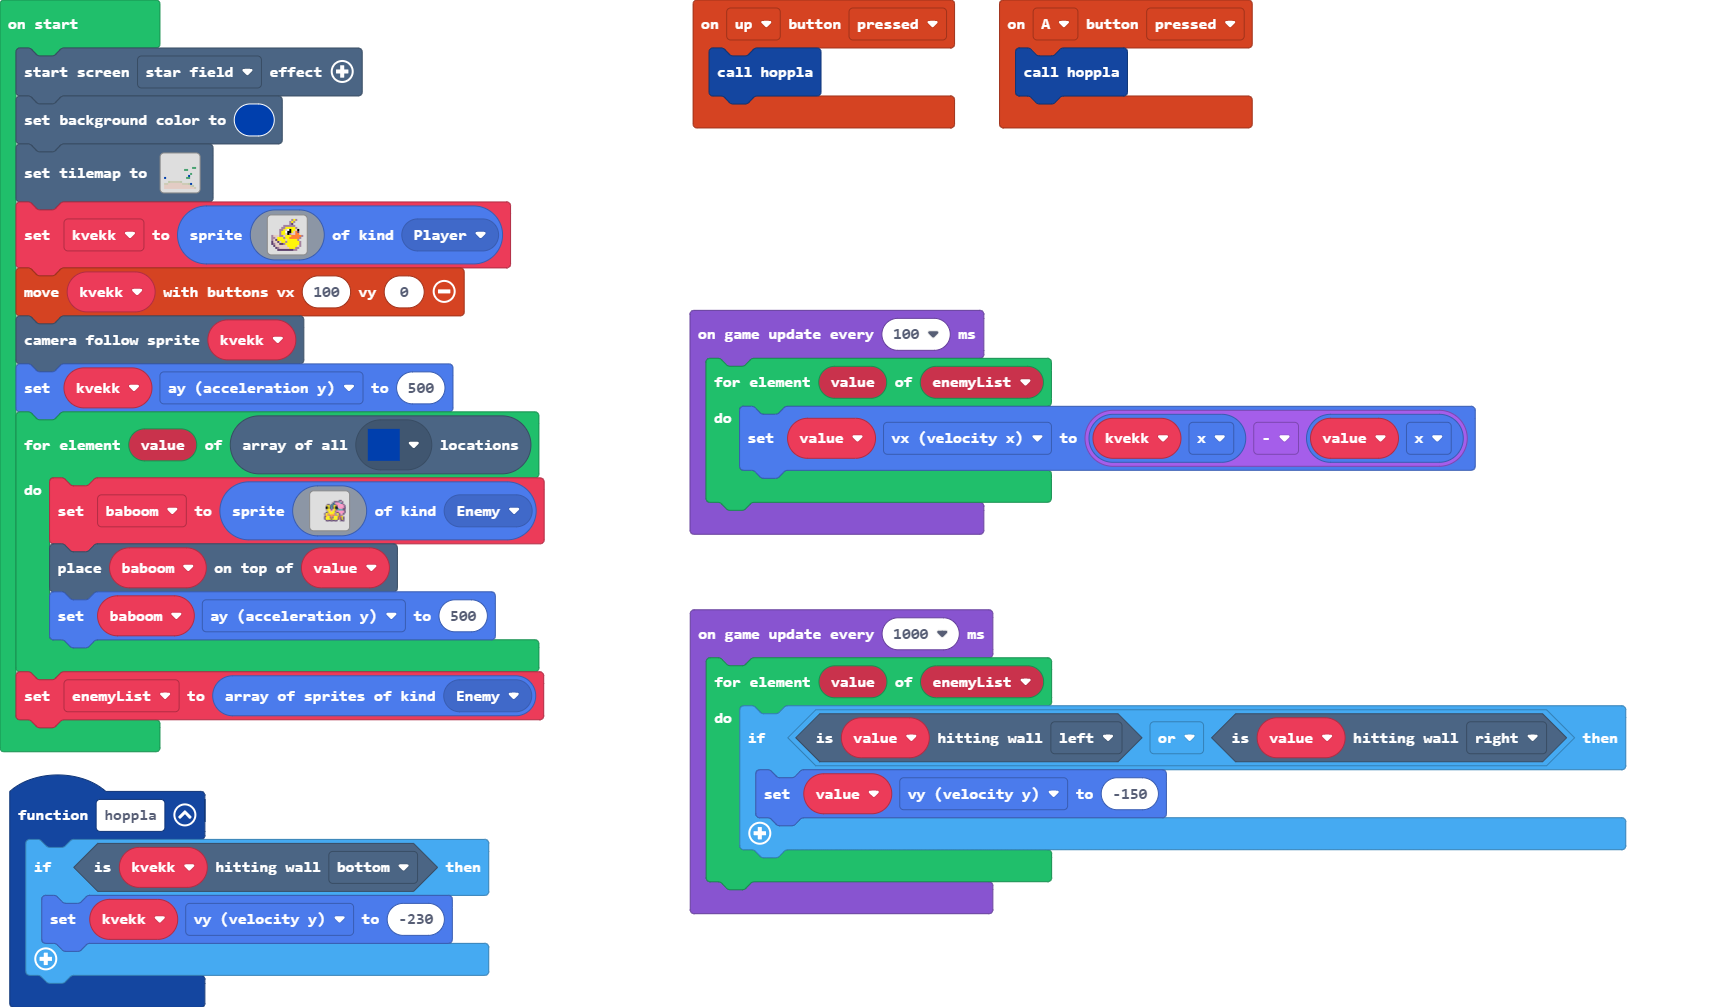 on start
start screen star field effect
set background color to
set tilemap to
set kvekk to sprite of kind Player
move kvekk with buttons vx 100 vy 0
camera follow sprite kvekk
set kvekk ay (acceleration y) to 500
for element value of array of all locations
do
set baboom to sprite of kind Enemy
place baboom on top of value
set baboom ay (acceleration y) to 500
set enemyList to array of sprites of kind Enemy
function hoppla
if is kvekk hitting wall bottom then
set kvekk vy (velocity y) to -230
on up button pressed
call hoppla
on A button pressed
call hoppla
on game update every 100 ms
for element value of enemyList
do
set value vx (velocity x) to kvekk x - value x
on game update every 1000 ms
for element value of enemyList
do
if is value hitting wall left or is value hitting wall right then
set value vy (velocity y) to -150